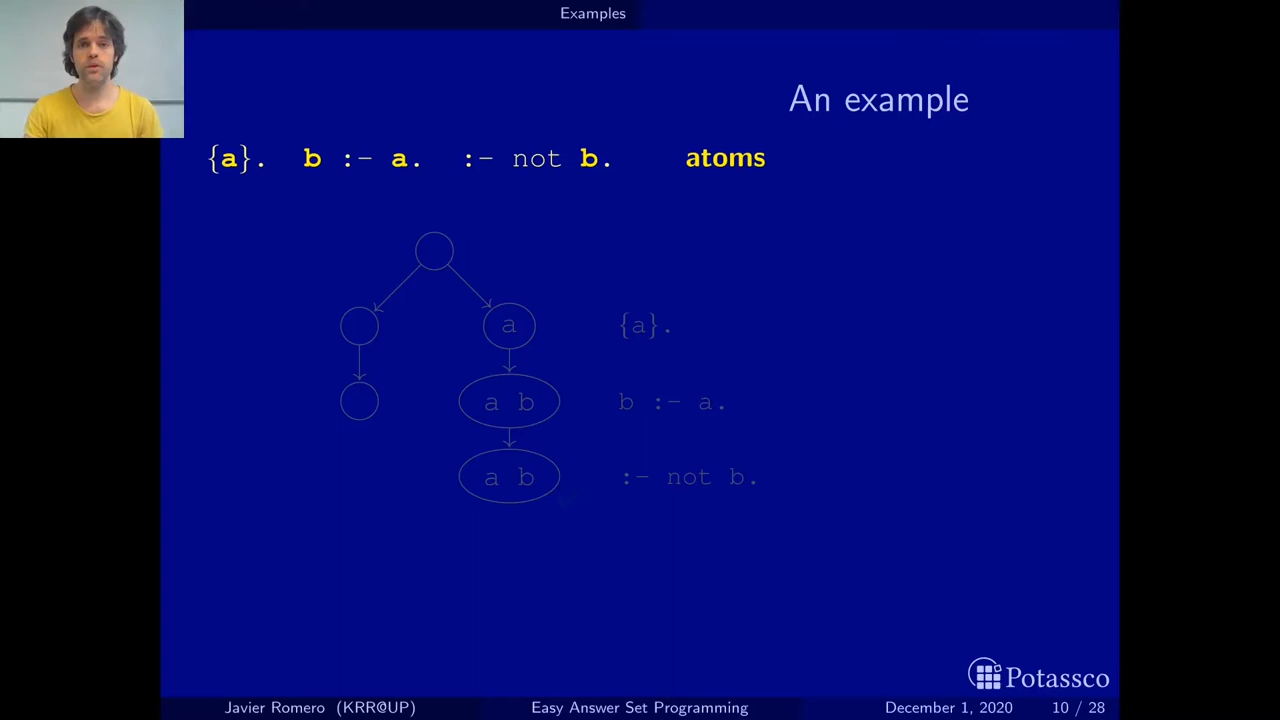 Examples
An example
{a}. b :- a. :- not b. atoms
a {a}.
a b b :- a.
a b :- not b.
Potassco
Javier Romero (KRR@UP) Easy Answer Set Programming December 1, 2020 10 / 28